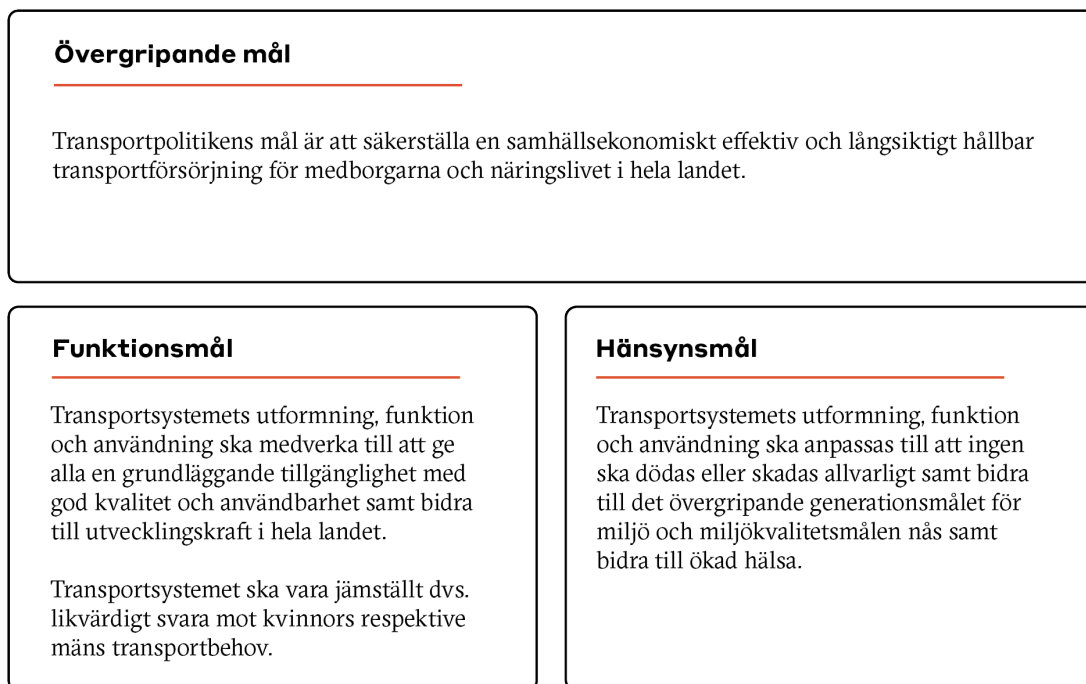 Övergripande mål
Transportpolitikens mål är att säkerställa en samhällsekonomiskt effektiv och långsiktigt hållbar
transportförsörjning för medborgarna och näringslivet i hela landet.
Funktionsmål
Transportsystemets utformning, funktion
och användning ska medverka till att ge
alla en grundläggande tillgänglighet med
god kvalitet och användbarhet samt bidra
till utvecklingskraft i hela landet.
Transportsystemet ska vara jämställt dvs.
likvärdigt svara mot kvinnors respektive
mäns transportbehov.
Hänsynsmål
Transportsystemets utformning, funktion
och användning ska anpassas till att ingen
ska dödas eller skadas allvarligt samt bidra
till det övergripande generationsmålet för
miljö och miljökvalitetsmålen nås samt
bidra till ökad hälsa.